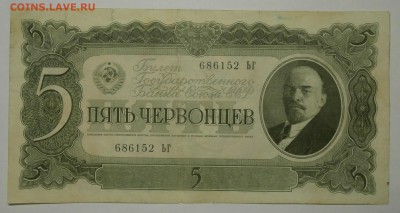 COINS.LAVE.RU
Билет
Государственного
Банка Союза ССР
686152 ЬГ
5
ПЯТЬ ЧЕРВОНЦЕВ
686152 ЬГ
5